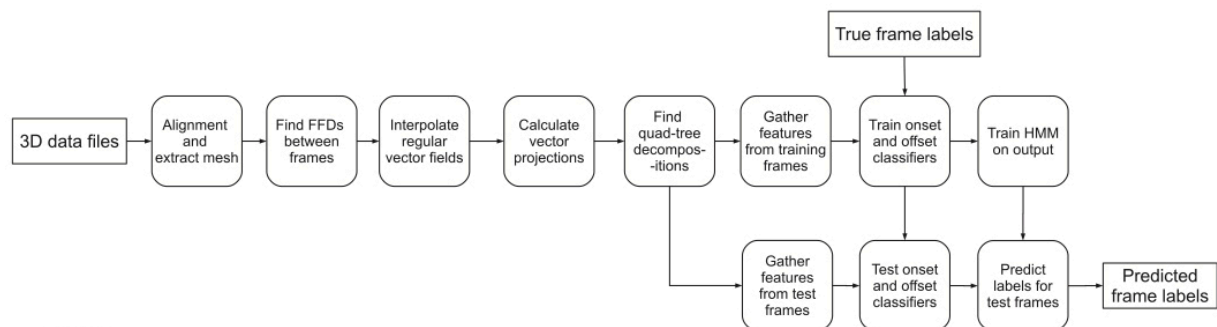 True frame labels
3D data files
Alignment
and
extract mesh
Find FFDs
between
frames
Interpolate
regular
vector fields
Calculate
vector
projections
Find
quad-tree
decompos-
-itions
Gather
features
from training
frames
Train onset
and offset
classifiers
Train HMM
on output
Gather
features
from test
frames
Test onset
and offset
classifiers
Predict
labels for
test frames
Predicted
frame labels